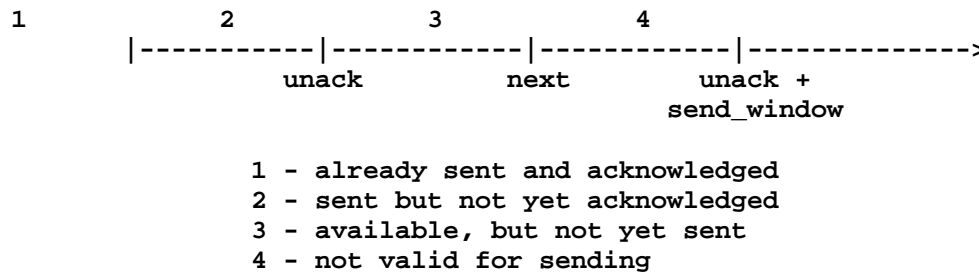 1 2 3 4
|-----------|------------|------------|-------------->
unack next unack +
send_window
1 - already sent and acknowledged
2 - sent but not yet acknowledged
3 - available, but not yet sent
4 - not valid for sending